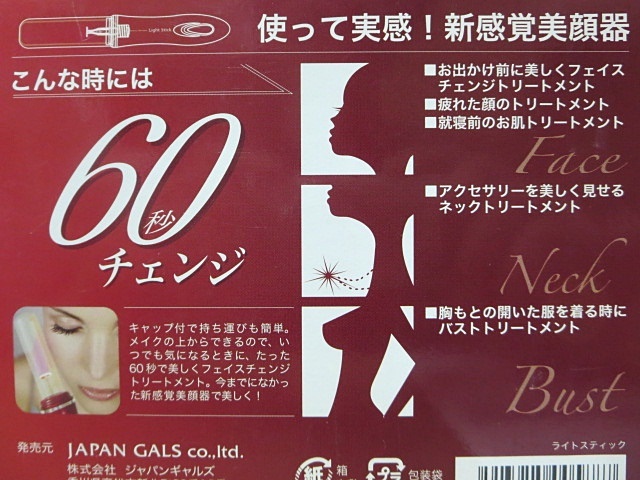 Light Stick
使って実感！新感覚美顔器
こんな時には
60秒
チェンジ
■お出かけ前に美しくフェイス
チェンジトリートメント
■疲れた顔のトリートメント
■就寝前のお肌トリートメント
Face
■アクセサリーを美しく見せる
ネックトリートメント
Neck
■胸もとの開いた服を着る時に
バストトリートメント
Bust
キャップ付で持ち運びも簡単。
メイクの上からできるので、い
つでも気になるときに、たった
60秒で美しくフェイスチェンジ
トリートメント。今までになかっ
た新感覚美顔器で美しく！
発売元 JAPAN GALS co.,ltd.
株式会社 ジャパンギャルズ
紙 箱
プラ 包装袋
ライトスティック